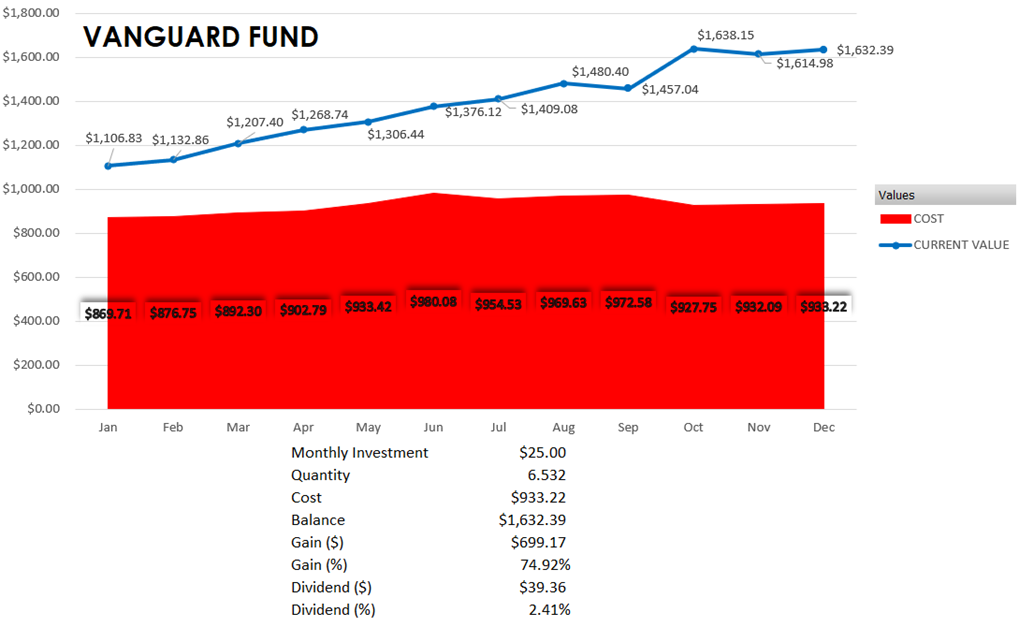 $1,800.00
VANGUARD FUND
$1,638.15
$1,632.39
$1,600.00
$1,614.98
$1,480.40
$1,457.04
$1,400.00
$1,376.12
$1,409.08
$1,268.74
$1,207.40
$1,306.44
$1,106.83
$1,132.86
$1,200.00
$1,000.00
Values
COST
$800.00
CURRENT VALUE
$600.00
$869.71 $876.75 $892.30 $902.79 $933.42 $980.08 $954.53 $969.63 $972.58 $927.75 $932.09 $933.22
$400.00
$200.00
$0.00
Jan Feb Mar Apr May Jun Jul Aug Sep Oct Nov Dec
Monthly Investment $25.00
Quantity 6.532
Cost $933.22
Balance $1,632.39
Gain ($) $699.17
Gain (%) 74.92%
Dividend ($) $39.36
Dividend (%) 2.41%